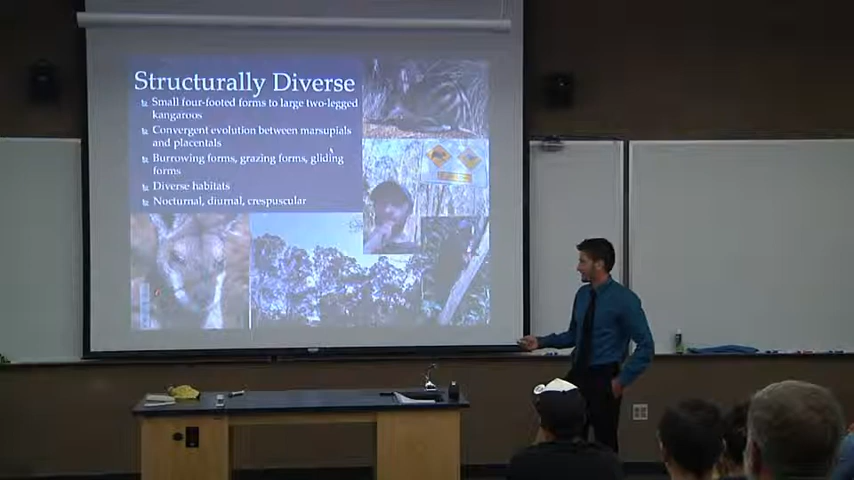 Structurally Diverse
Small four-footed forms to large two-legged
kangaroos
Convergent evolution between marsupials
and placentals
Burrowing forms, grazing forms, gliding
forms
Diverse habitats
Nocturnal, diurnal, crepuscular